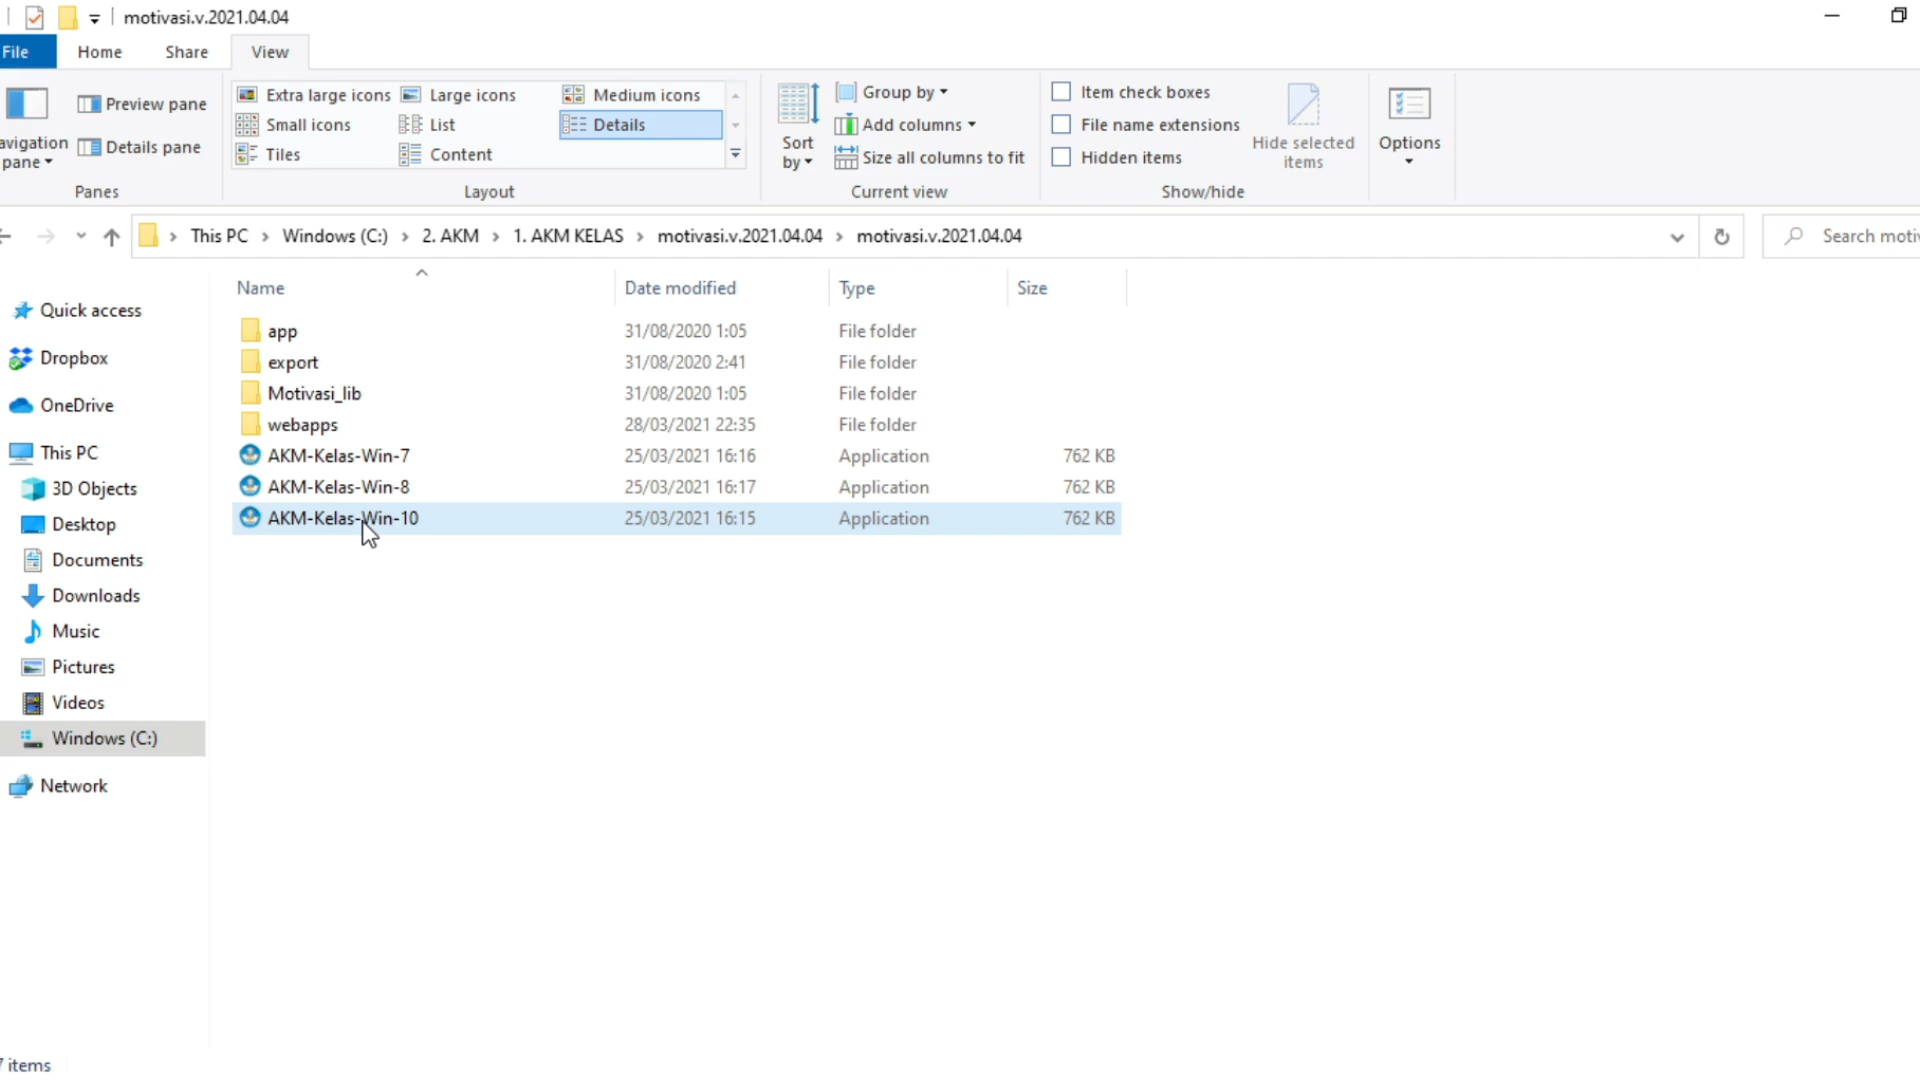 motivasi.v.2021.04.04
File Home Share View
Preview pane
Details pane
avigation
pane
Panes
Extra large icons Large icons Medium icons
Small icons List Details
Tiles Content
Layout
Sort
by
Group by
Add columns
Size all columns to fit
Current view
Item check boxes
File name extensions
Hidden items
Hide selected
items
Show/hide
Options
This PC > Windows (C:) > 2. AKM > 1. AKM KELAS > motivasi.v.2021.04.04 > motivasi.v.2021.04.04
Search motiv
Quick access
Dropbox
OneDrive
This PC
3D Objects
Desktop
Documents
Downloads
Music
Pictures
Videos
Windows (C:)
Network
Name Date modified Type Size
app 31/08/2020 1:05 File folder
export 31/08/2020 2:41 File folder
Motivasi_lib 31/08/2020 1:05 File folder
webapps 28/03/2021 22:35 File folder
AKM-Kelas-Win-7 25/03/2021 16:16 Application 762 KB
AKM-Kelas-Win-8 25/03/2021 16:17 Application 762 KB
AKM-Kelas-Win-10 25/03/2021 16:15 Application 762 KB
7 items